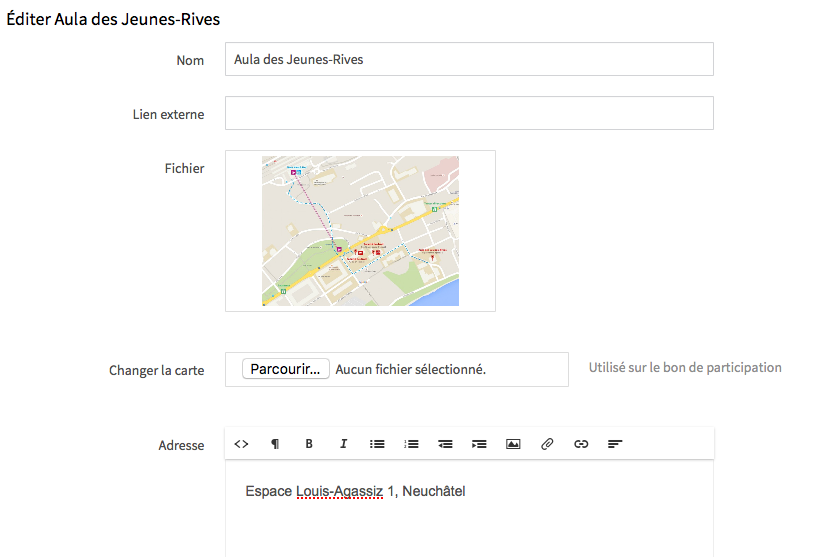 Éditer Aula des Jeunes-Rives
Nom
Aula des Jeunes-Rives
Lien externe
Fichier
Changer la carte
Parcourir... Aucun fichier sélectionné.
Utilisé sur le bon de participation
Adresse
Espace Louis-Agassiz 1, Neuchâtel